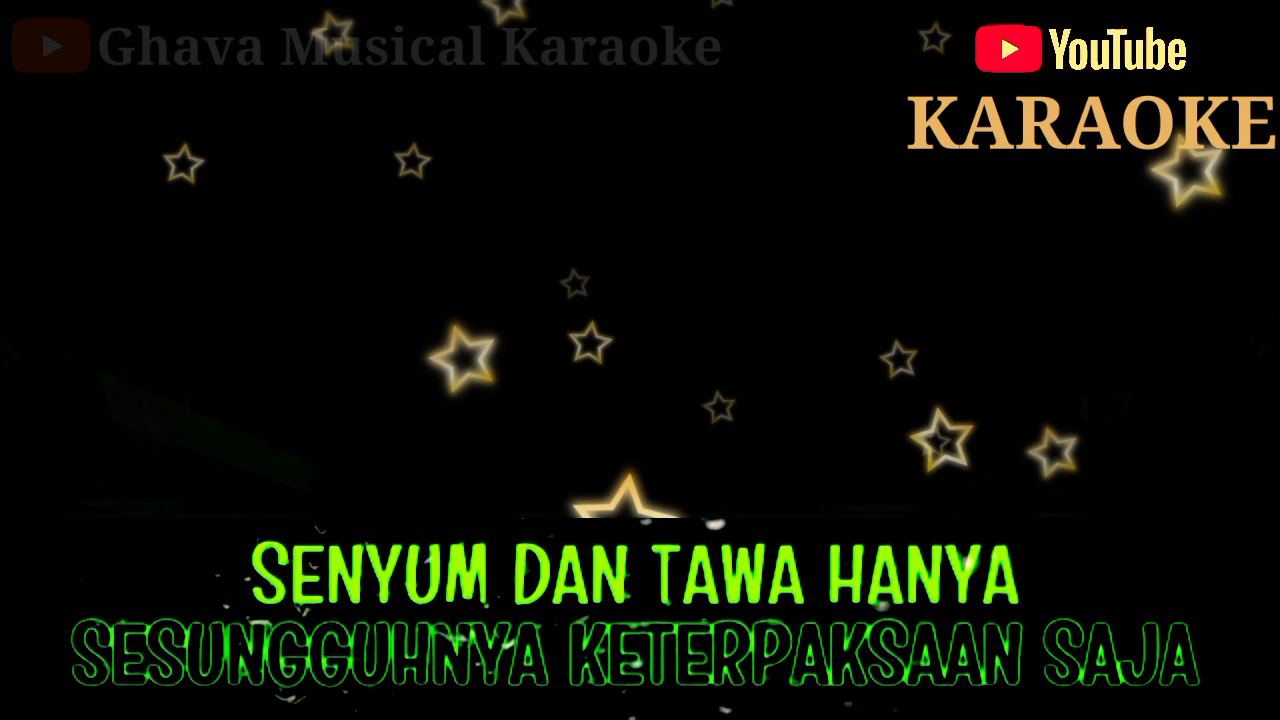 Ghava Musical Karaoke
YouTube
KARAOKE
SENYUM DAN TAWA HANYA
SESUNGGUHNYA KETERPAKSAAN SAJA